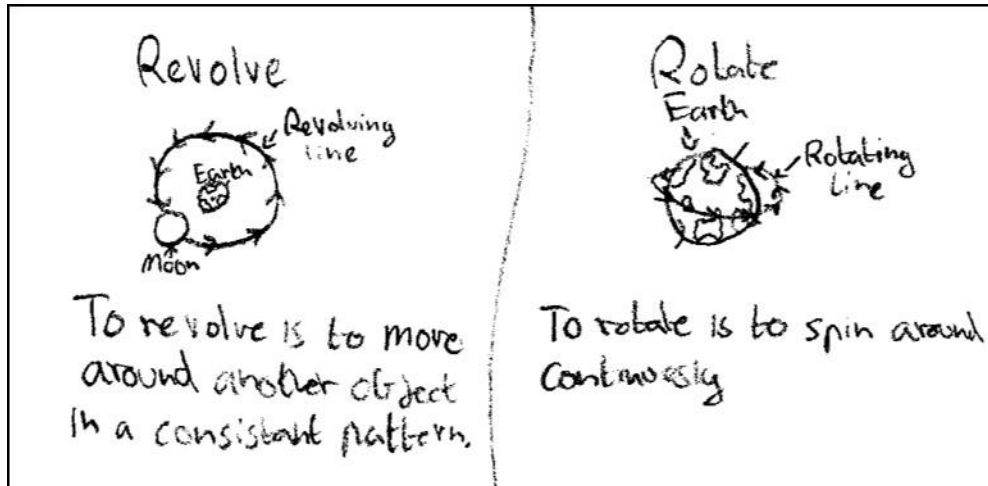 Revolve
Revolving
line
Earth
Moon
To revolve is to move
around another object
in a consistant pattern.
Rotate
Earth
Rotating
line
To rotate is to spin around
continuesly